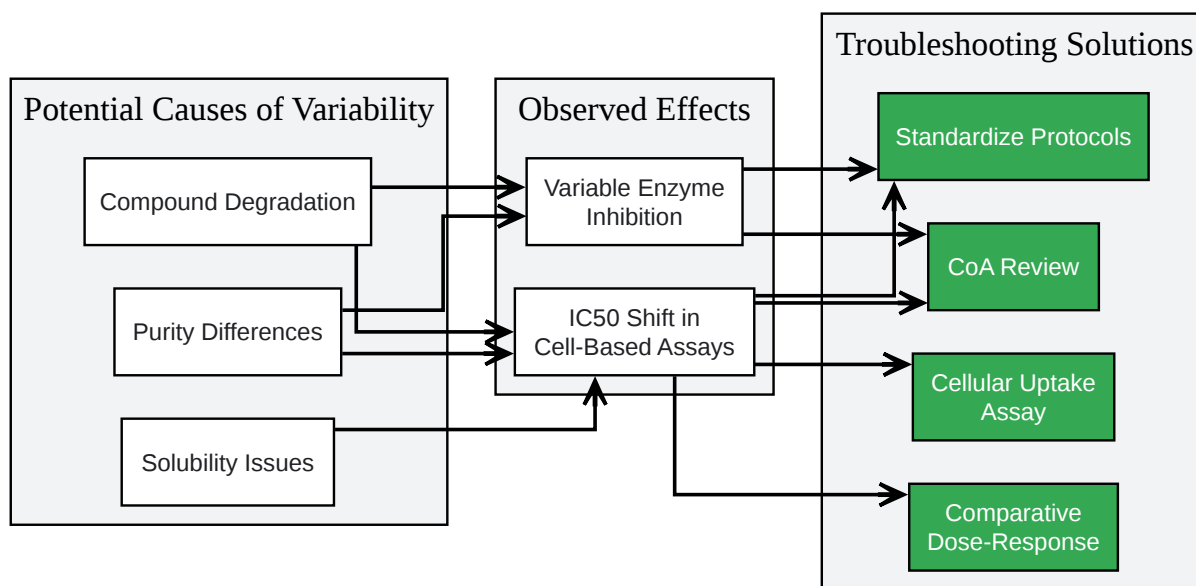 Potential Causes of Variability
Compound Degradation
Purity Differences
Solubility Issues
Observed Effects
Variable Enzyme
Inhibition
IC50 Shift in
Cell-Based Assays
Troubleshooting Solutions
Standardize Protocols
CoA Review
Cellular Uptake
Assay
Comparative
Dose-Response